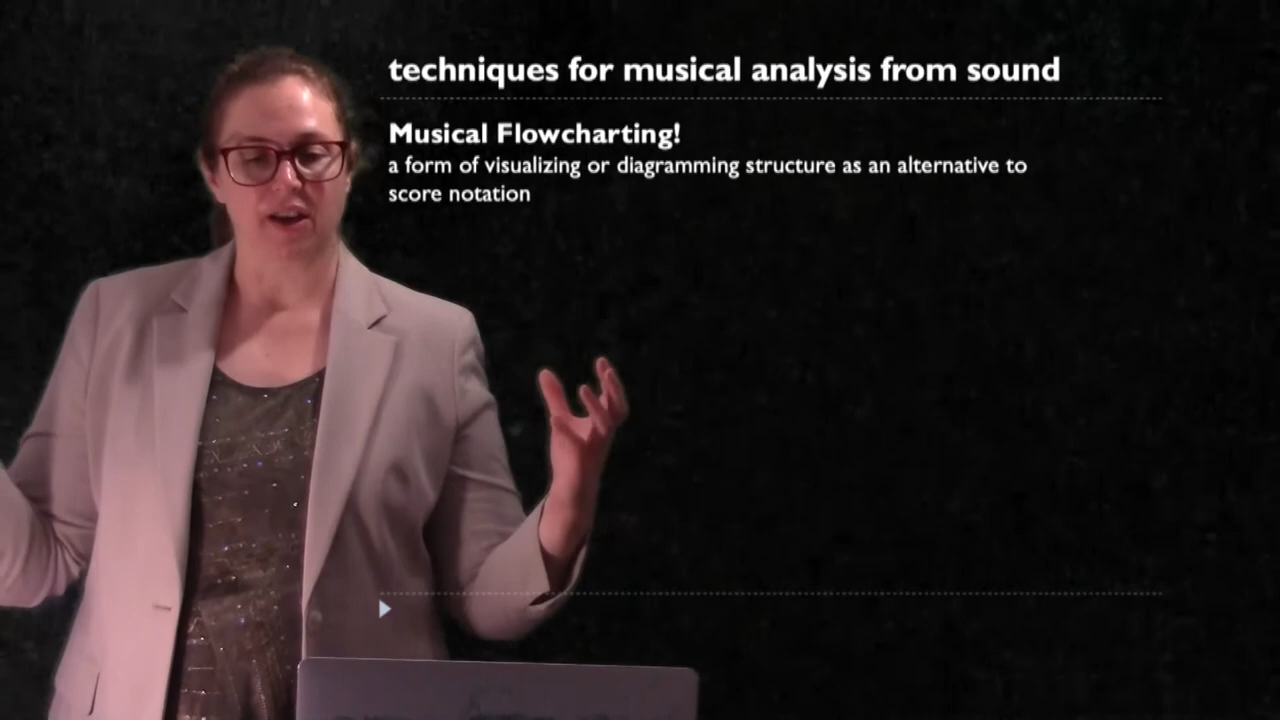 techniques for musical analysis from sound
Musical Flowcharting!
a form of visualizing or diagramming structure as an alternative to
score notation